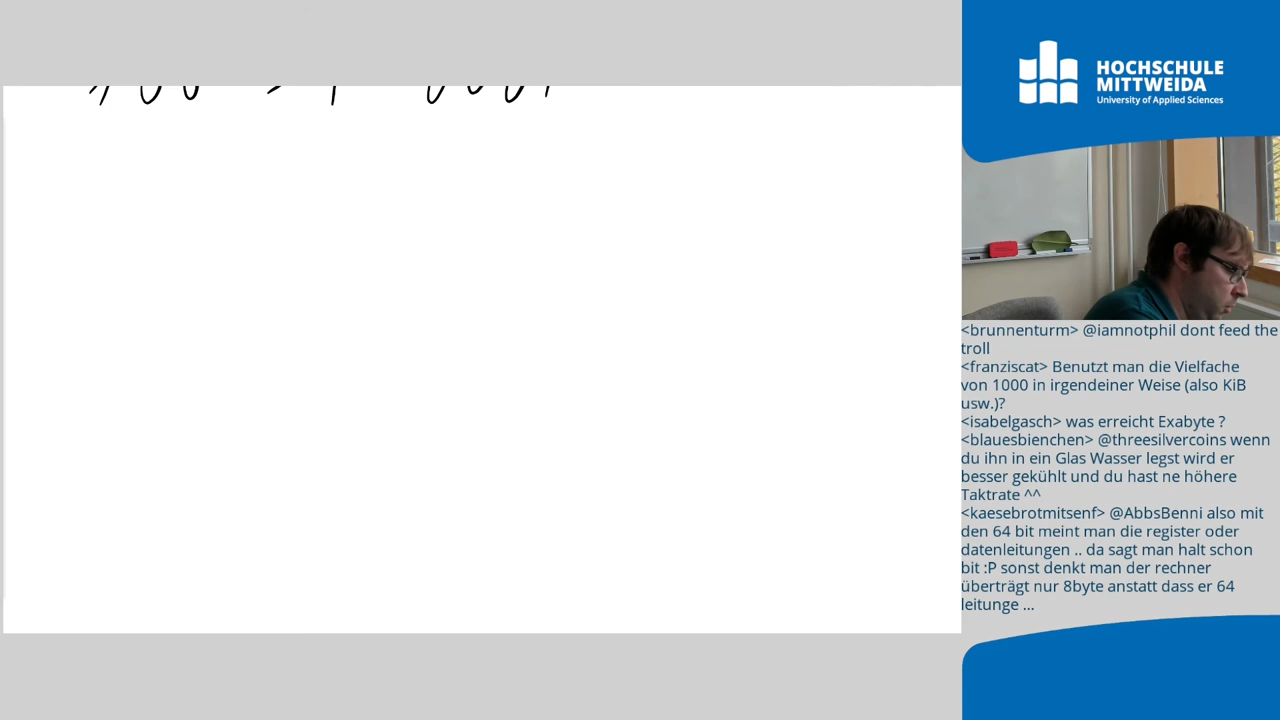 HOCHSCHULE
MITTWEIDA
University of Applied Sciences
<brunnenturm> @iamnotphil dont feed the
troll
<franziscat> Benutzt man die Vielfache
von 1000 in irgendeiner Weise (also KiB
usw.)?
<isabelgasch> was erreicht Exabyte ?
<blauesbienchen> @threesilvercoins wenn
du ihn in ein Glas Wasser legst wird er
besser gekühlt und du hast ne höhere
Taktrate ^^
<kaesebrotmitsenf> @AbbsBenni also mit
den 64 bit meint man die register oder
datenleitungen .. da sagt man halt schon
bit :P sonst denkt man der rechner
überträgt nur 8byte anstatt dass er 64
leitunge ...